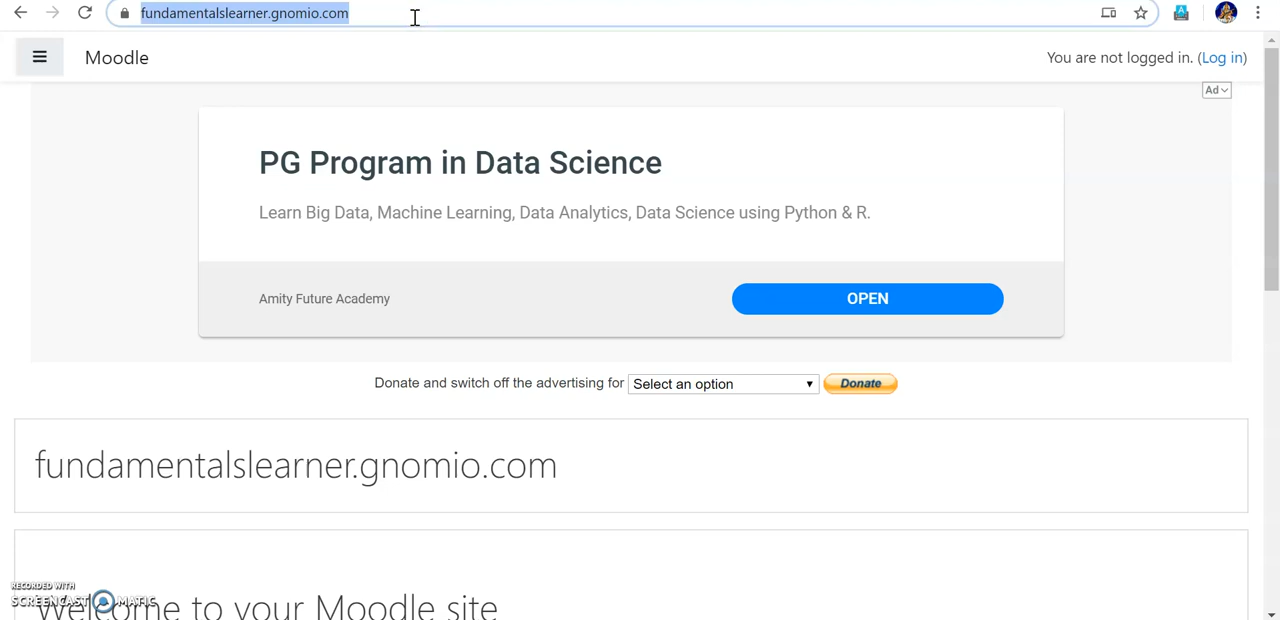 fundamentalslearner.gnomio.com
Moodle
You are not logged in. (Log in)
Ad
PG Program in Data Science
Learn Big Data, Machine Learning, Data Analytics, Data Science using Python & R.
Amity Future Academy
OPEN
Donate and switch off the advertising for Select an option Donate
fundamentalslearner.gnomio.com
Welcome to your Moodle site
RECORDED WITH
SCREENCAST MATIC